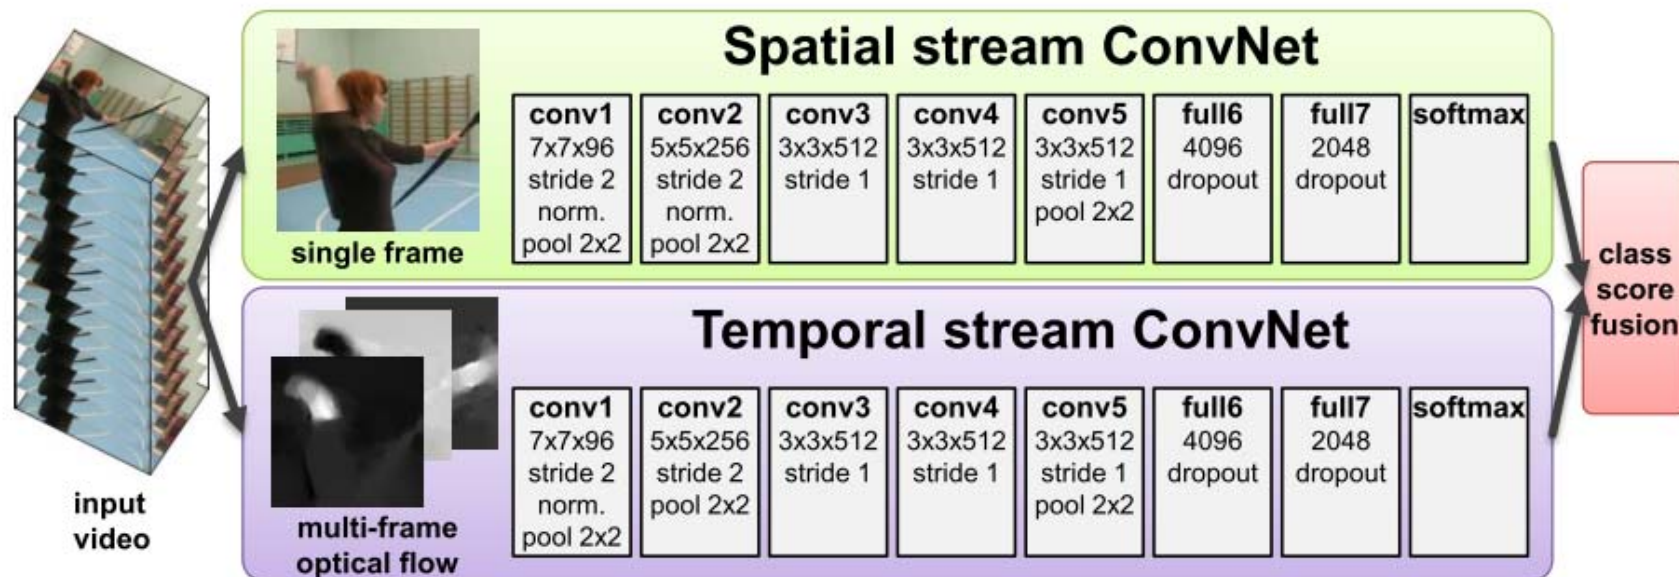 input
video
Spatial stream ConvNet
single frame
conv1
7x7x96
stride 2
norm.
pool 2x2
conv2
5x5x256
stride 2
norm.
pool 2x2
conv3
3x3x512
stride 1
conv4
3x3x512
stride 1
conv5
3x3x512
stride 1
pool 2x2
full6
4096
dropout
full7
2048
dropout
softmax
Temporal stream ConvNet
multi-frame
optical flow
conv1
7x7x96
stride 2
norm.
pool 2x2
conv2
5x5x256
stride 2
pool 2x2
conv3
3x3x512
stride 1
conv4
3x3x512
stride 1
conv5
3x3x512
stride 1
pool 2x2
full6
4096
dropout
full7
2048
dropout
softmax
class
score
fusion